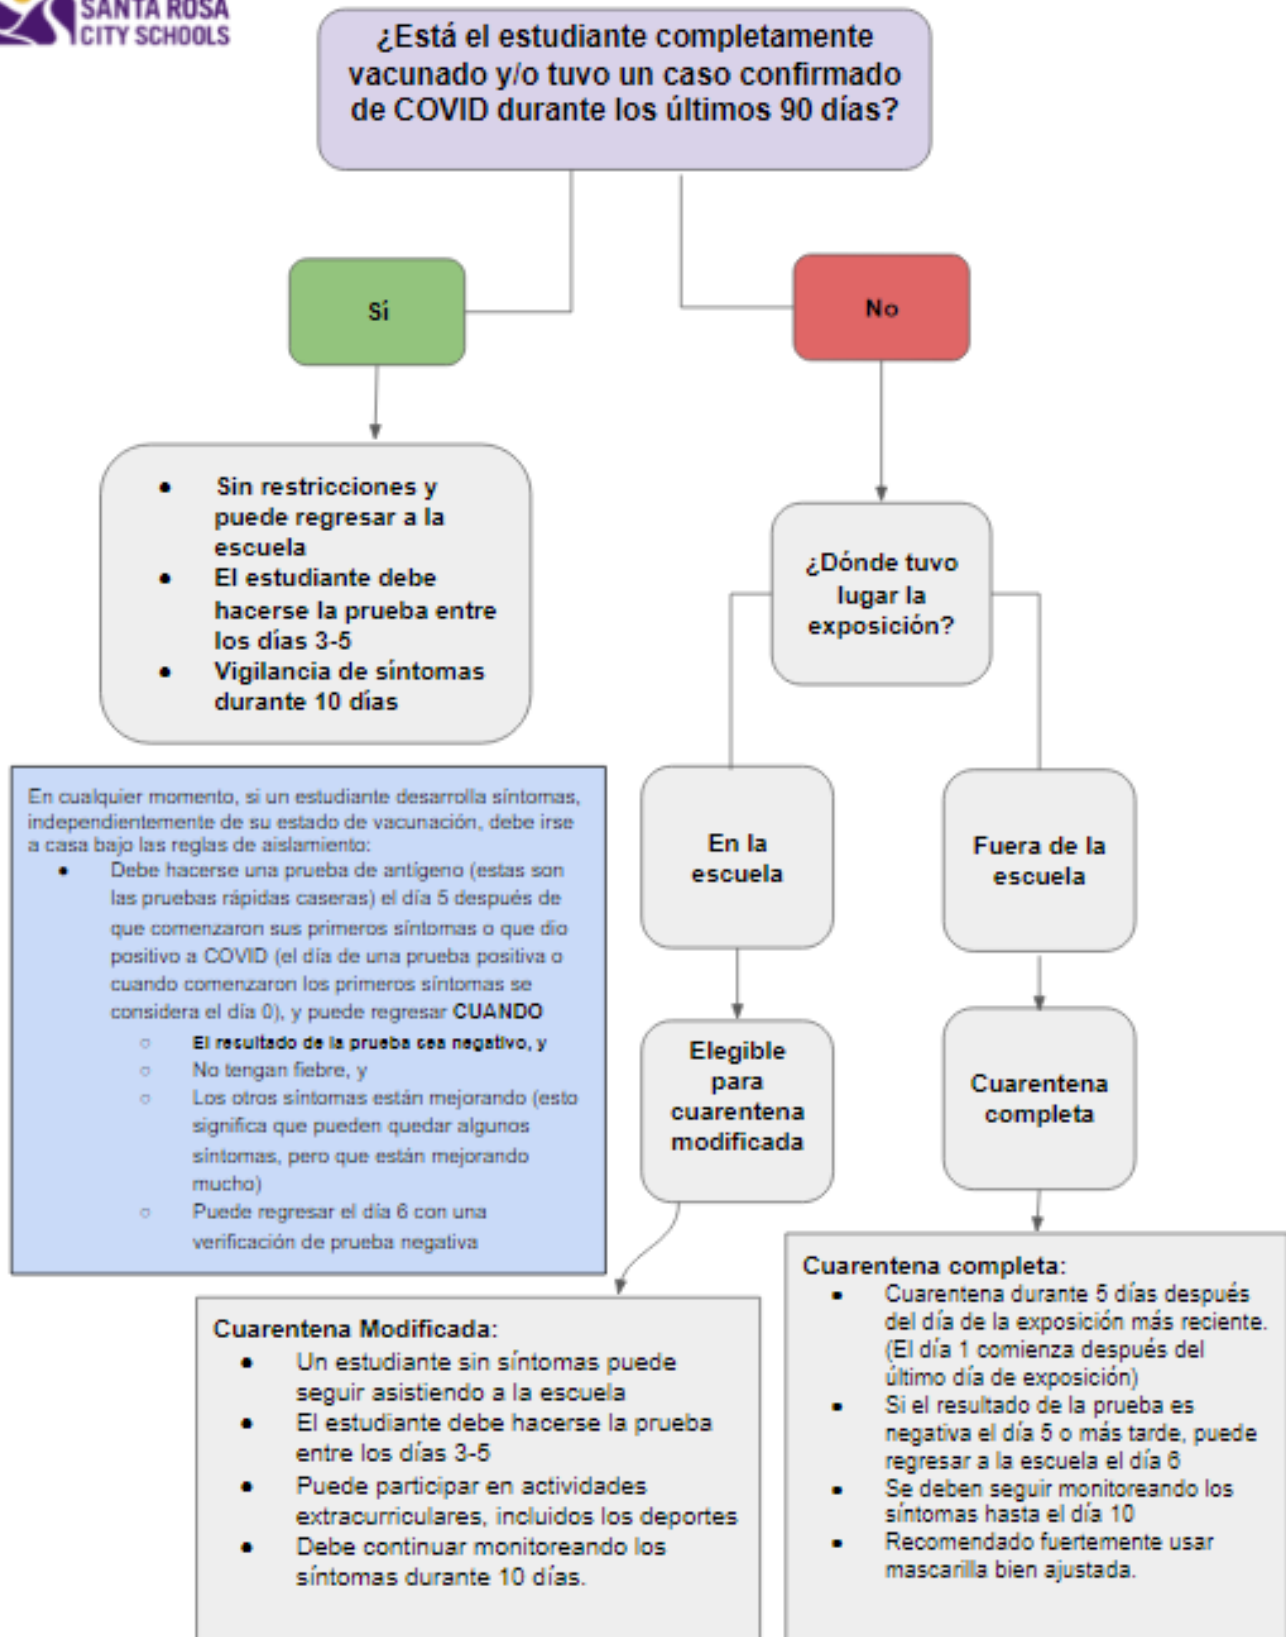 SANTA ROSA
CITY SCHOOLS
¿Está el estudiante completamente
vacunado y/o tuvo un caso confirmado
de COVID durante los últimos 90 días?
Sí
No
● Sin restricciones y
puede regresar a la
escuela
● El estudiante debe
hacerse la prueba entre
los días 3-5
● Vigilancia de síntomas
durante 10 días
¿Dónde tuvo
lugar la
exposición?
En cualquier momento, si un estudiante desarrolla síntomas,
independientemente de su estado de vacunación, debe irse
a casa bajo las reglas de aislamiento:
● Debe hacerse una prueba de antígeno (estas son
las pruebas rápidas caseras) el día 5 después de
que comenzaron sus primeros síntomas o que dio
positivo a COVID (el día de una prueba positiva o
cuando comenzaron los primeros síntomas se
considera el día 0), y puede regresar CUANDO
○ El resultado de la prueba sea negativo, y
○ No tengan fiebre, y
○ Los otros síntomas están mejorando (esto
significa que pueden quedar algunos
síntomas, pero que están mejorando
mucho)
○ Puede regresar el día 6 con una
verificación de prueba negativa
En la
escuela
Fuera de la
escuela
Elegible
para
cuarentena
modificada
Cuarentena
completa
Cuarentena Modificada:
● Un estudiante sin síntomas puede
seguir asistiendo a la escuela
● El estudiante debe hacerse la prueba
entre los días 3-5
● Puede participar en actividades
extracurriculares, incluidos los deportes
● Debe continuar monitoreando los
síntomas durante 10 días.
Cuarentena completa:
● Cuarentena durante 5 días después
del día de la exposición más reciente.
(El día 1 comienza después del
último día de exposición)
● Si el resultado de la prueba es
negativa el día 5 o más tarde, puede
regresar a la escuela el día 6
● Se deben seguir monitoreando los
síntomas hasta el día 10
● Recomendado fuertemente usar
mascarilla bien ajustada.